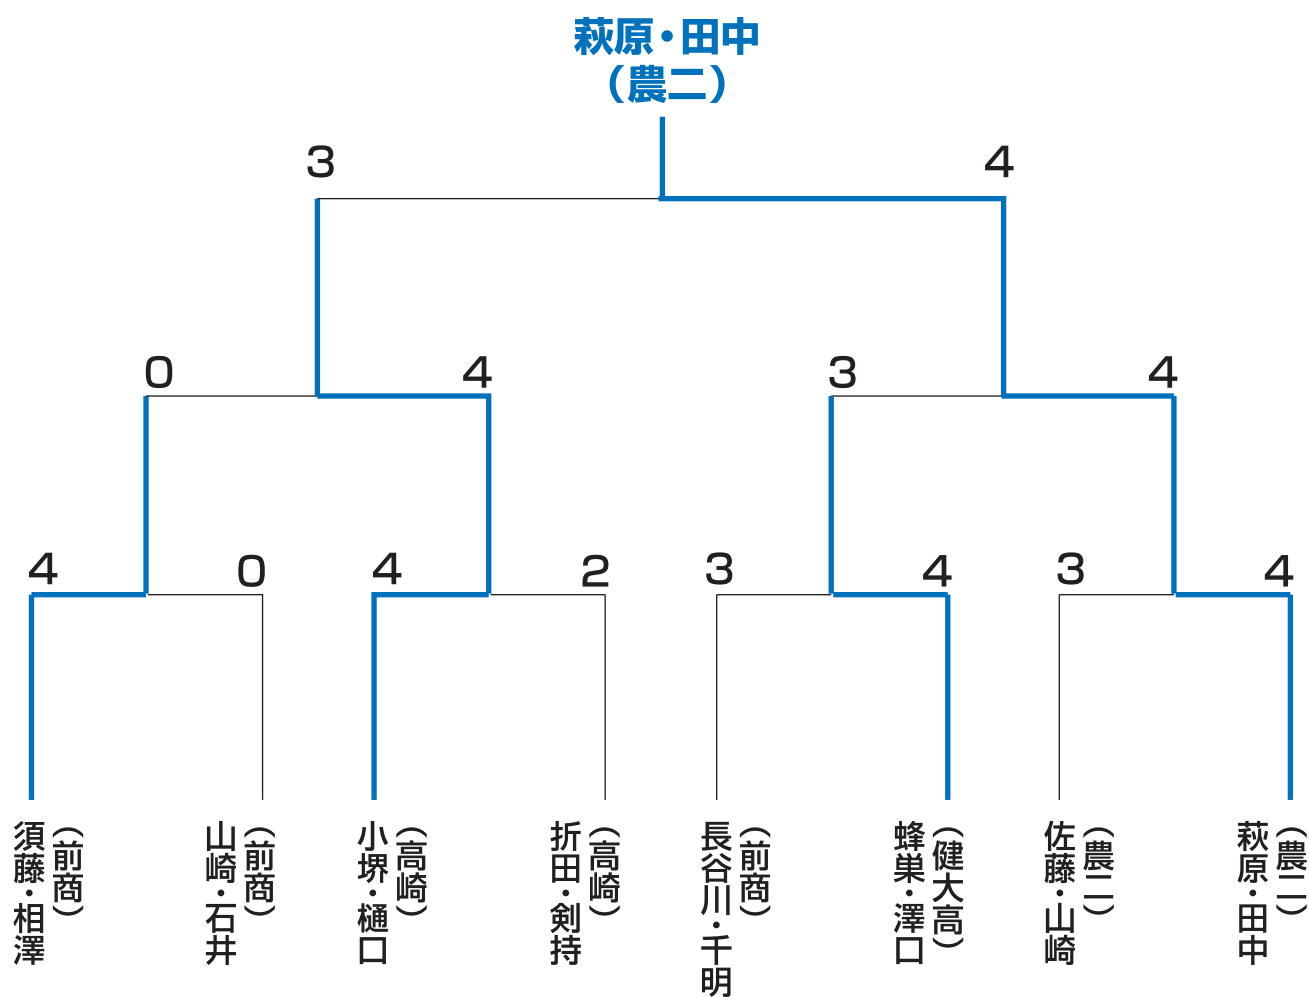 萩原・田中
（農二）
3
4
0
4
3
4
4
0
4
2
3
4
3
4
須藤・相澤
（前商）
山崎・石井
（前商）
小堺・樋口
（高崎）
折田・剣持
（高崎）
長谷川・千明
（前商）
蜂巣・澤口
（健大高）
佐藤・山崎
（農二）
萩原・田中
（農二）